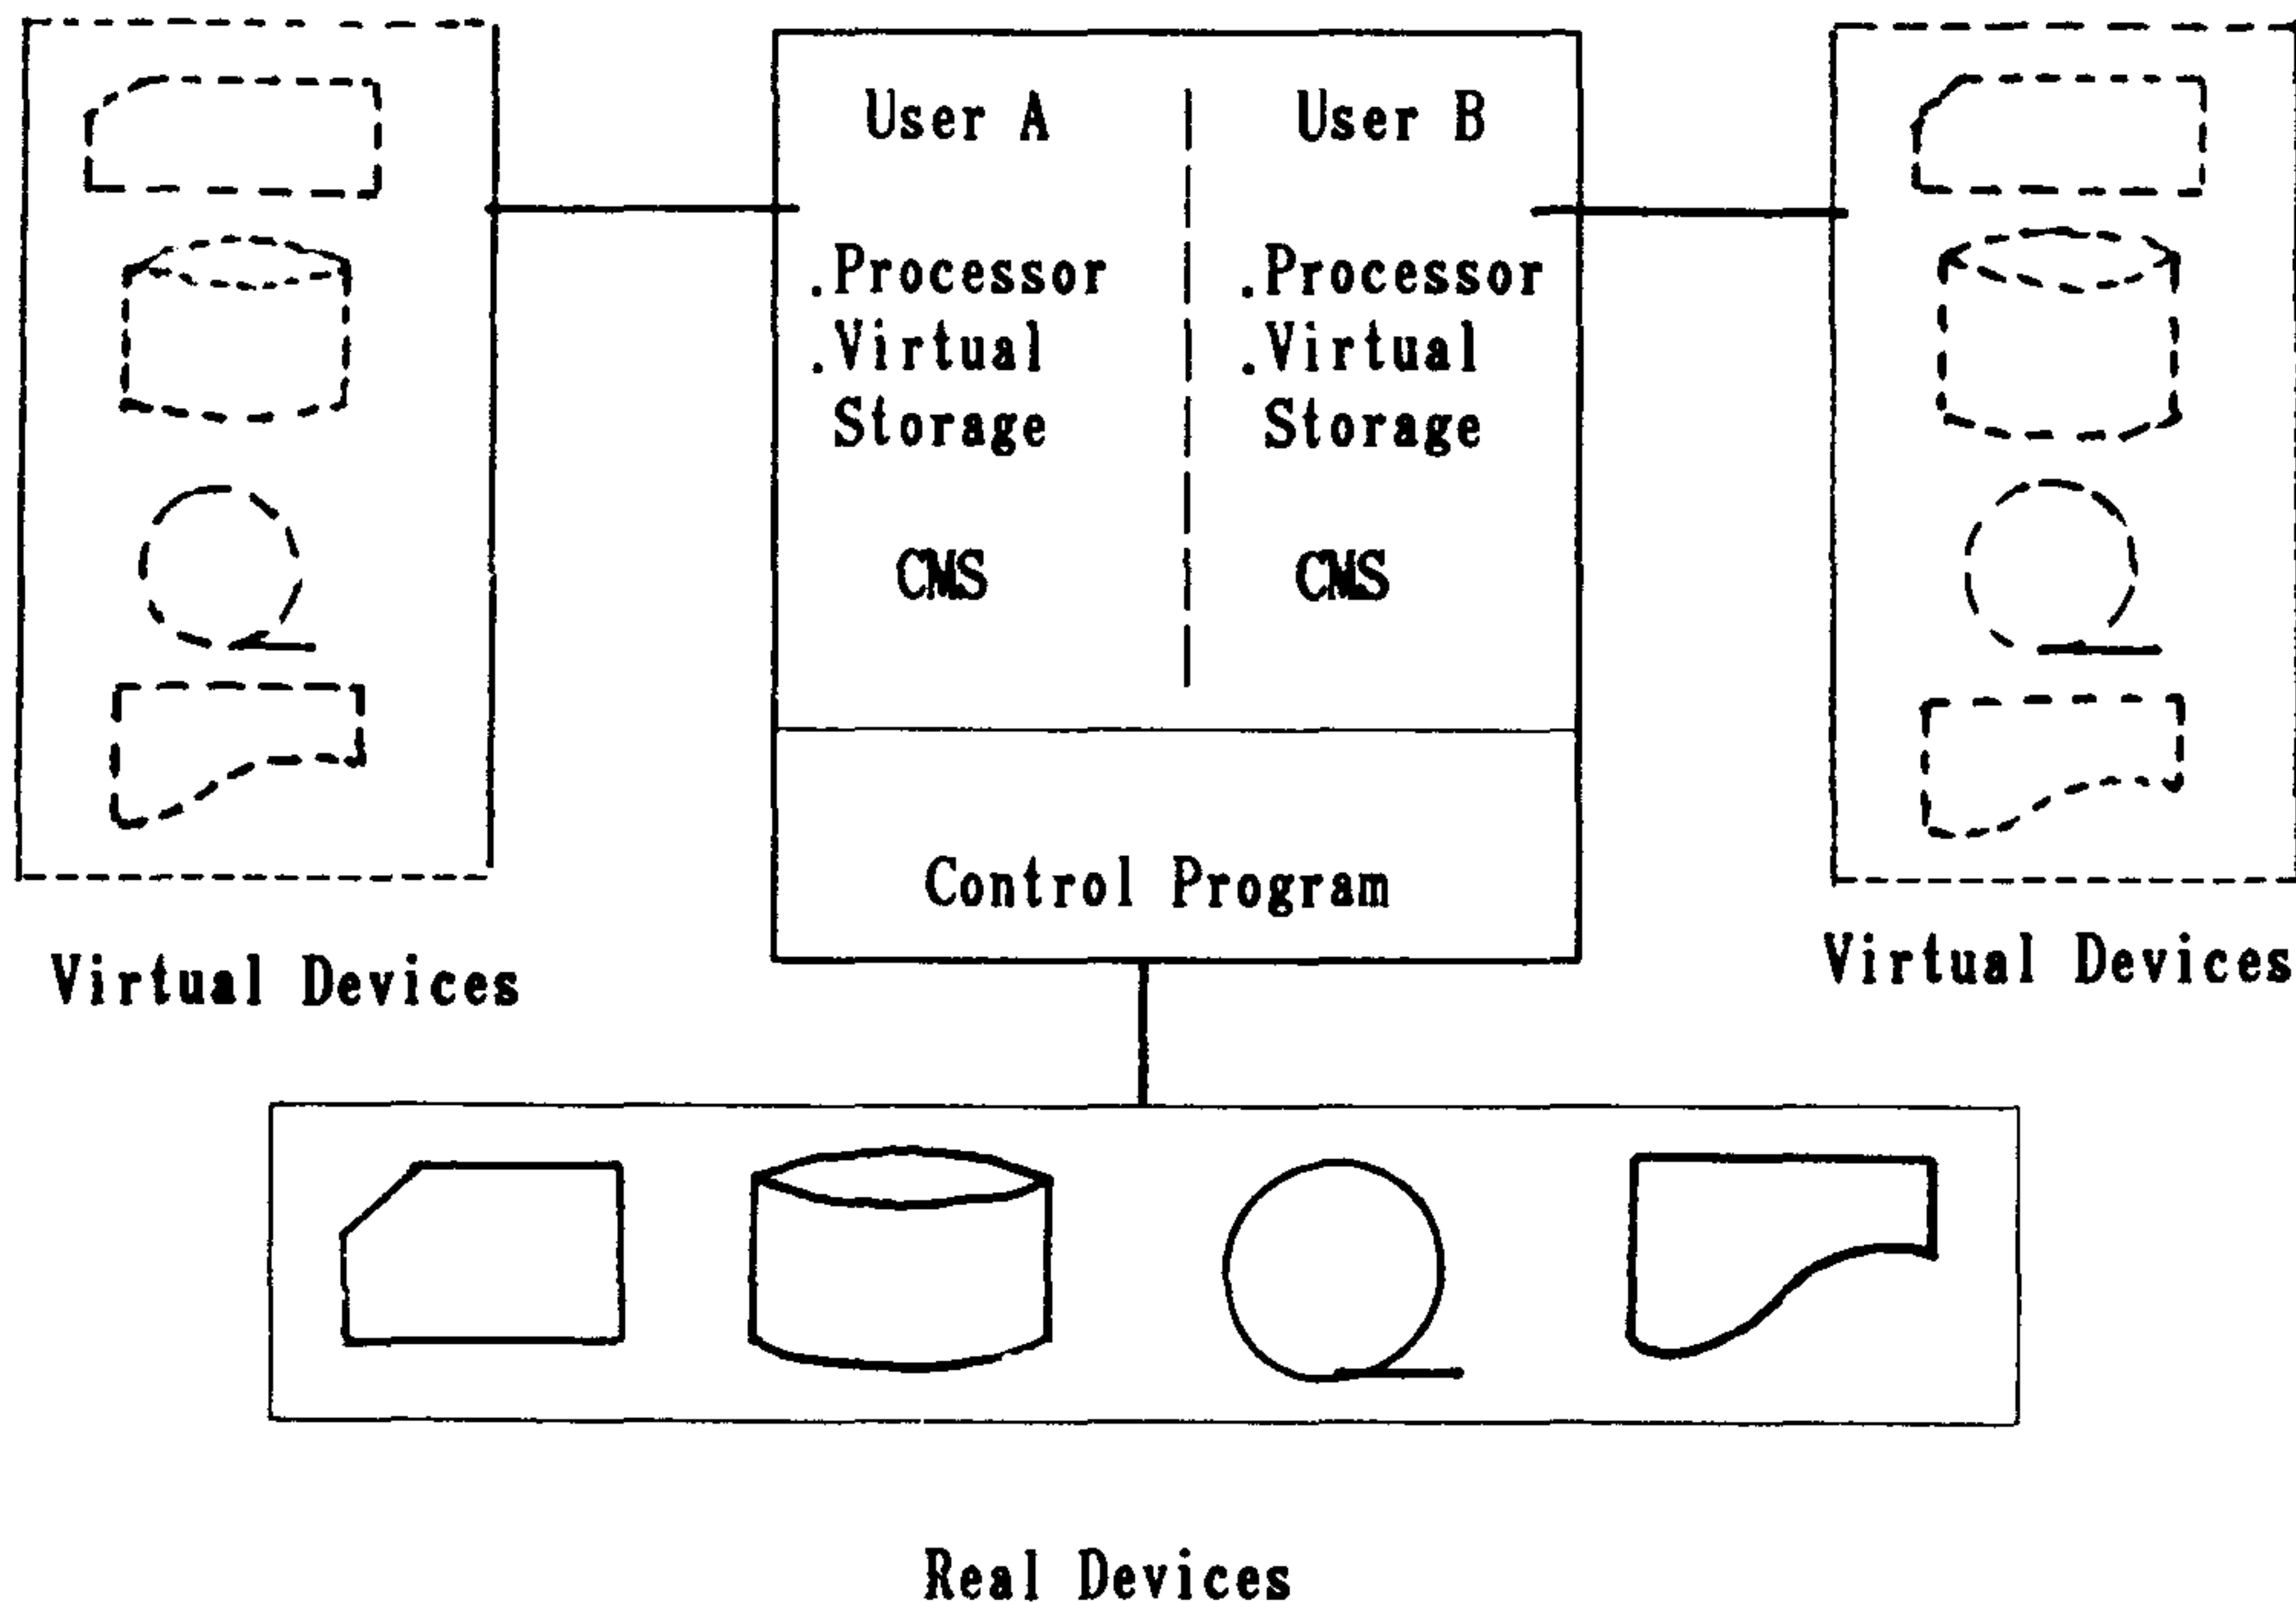 User A
User B
.Processor
.Virtual
Storage
CMS
.Processor
.Virtual
Storage
CMS
Control Program
Virtual Devices
Virtual Devices
Real Devices